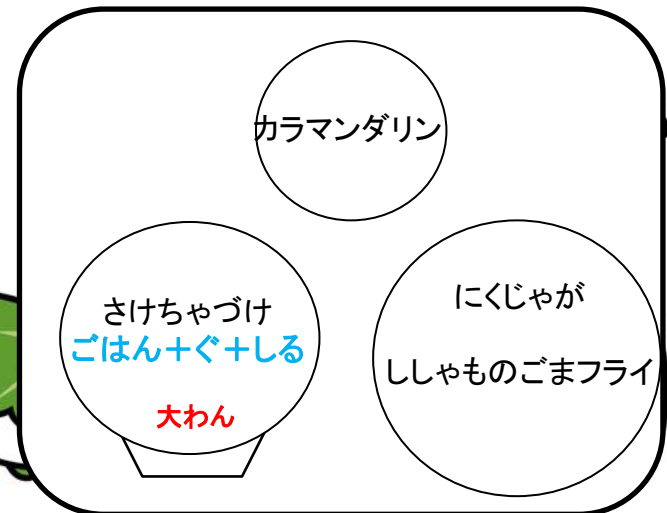 カラマンダリン
さけちゃづけ
ごはん＋ぐ＋しる
大わん
にくじゃが
ししゃものごまフライ